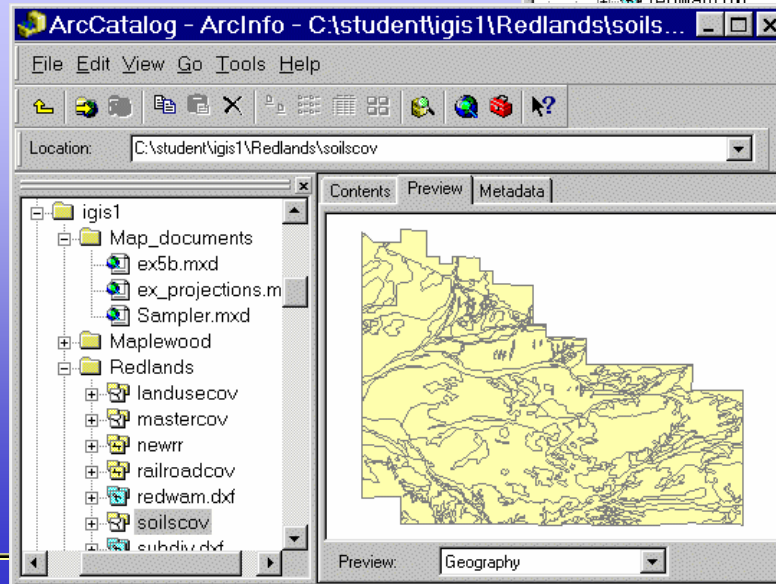 ArcCatalog - ArcInfo - C:\student\igis1\Redlands\soils...
File Edit View Go Tools Help
Location: C:\student\igis1\Redlands\soilscov
Contents Preview Metadata
igis1
Map_documents
ex5b.mxd
ex_projections.m
Sampler.mxd
Maplewood
Redlands
landusecov
mastercov
newrr
railroadcov
redwam.dxf
soilscov
subdiv.dxf
Preview: Geography